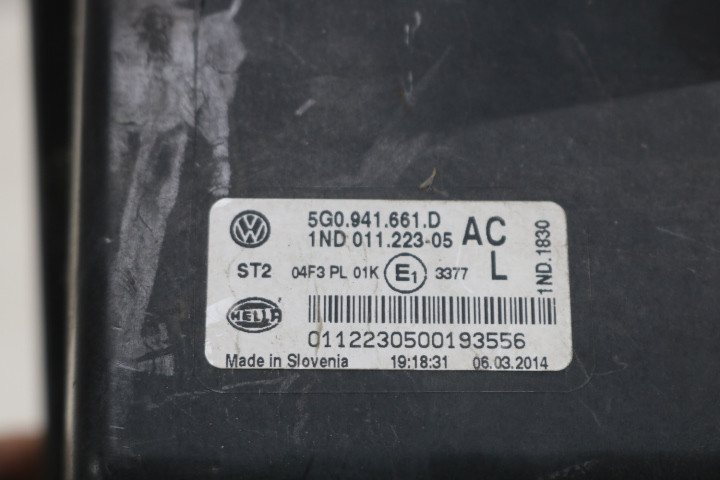 5G0.941.661.D
1ND 011.223-05 AC
ST2 04F3 PL 01K E1 3377 L
1ND.1830
HELLA
01122300500193556
Made in Slovenia 19:18:31 06.03.2014